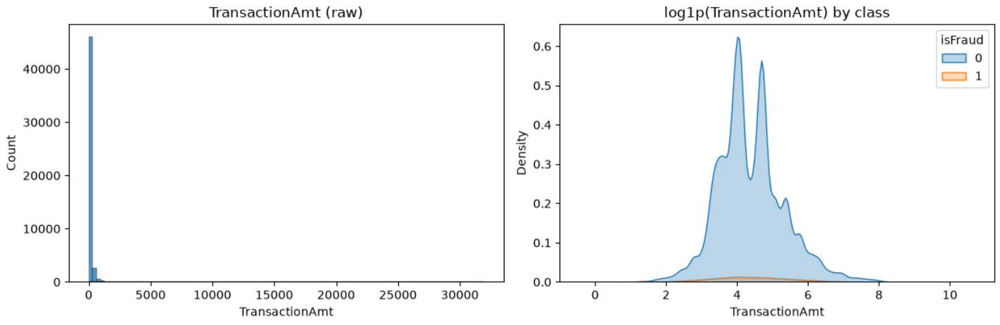 TransactionAmt (raw)
Count
40000
30000
20000
10000
0
0 5000 10000 15000 20000 25000 30000
TransactionAmt
log1p(TransactionAmt) by class
Density
0.6
0.5
0.4
0.3
0.2
0.1
0.0
0 2 4 6 8 10
TransactionAmt
isFraud
0
1